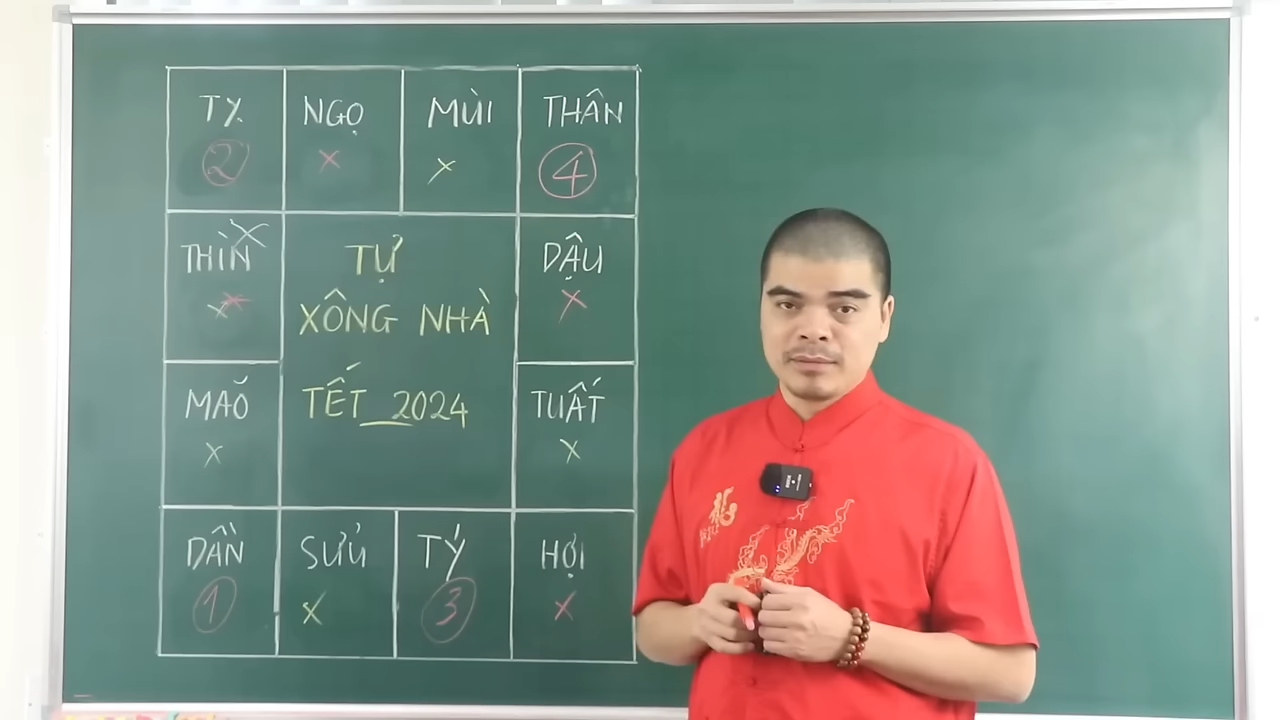 TỴ NGỌ MÙI THÂN
② X X ④
THÌN X DẬU
X X X
TỰ
XÔNG NHÀ
TẾT 2024
MÃO TUẤT
X X
DẦN SỬU TÝ HỢI
① X ③ X
龍